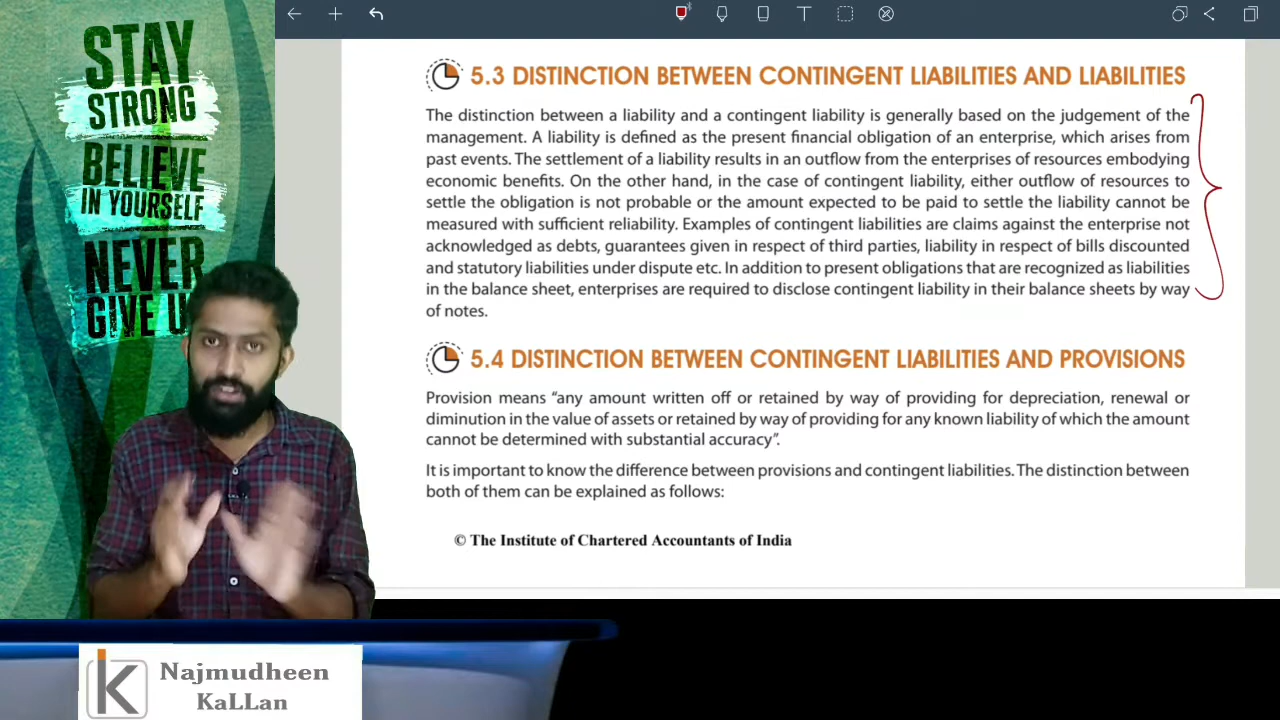 STAY
STRONG
BELIEVE
IN YOURSELF
NEVER
GIVE U
5.3 DISTINCTION BETWEEN CONTINGENT LIABILITIES AND LIABILITIES
The distinction between a liability and a contingent liability is generally based on the judgement of the
management. A liability is defined as the present financial obligation of an enterprise, which arises from
past events. The settlement of a liability results in an outflow from the enterprises of resources embodying
economic benefits. On the other hand, in the case of contingent liability, either outflow of resources to
settle the obligation is not probable or the amount expected to be paid to settle the liability cannot be
measured with sufficient reliability. Examples of contingent liabilities are claims against the enterprise not
acknowledged as debts, guarantees given in respect of third parties, liability in respect of bills discounted
and statutory liabilities under dispute etc. In addition to present obligations that are recognized as liabilities
in the balance sheet, enterprises are required to disclose contingent liability in their balance sheets by way
of notes.
5.4 DISTINCTION BETWEEN CONTINGENT LIABILITIES AND PROVISIONS
Provision means “any amount written off or retained by way of providing for depreciation, renewal or
diminution in the value of assets or retained by way of providing for any known liability of which the amount
cannot be determined with substantial accuracy”.
It is important to know the difference between provisions and contingent liabilities. The distinction between
both of them can be explained as follows:
© The Institute of Chartered Accountants of India
K Najmudheen
KaLLan